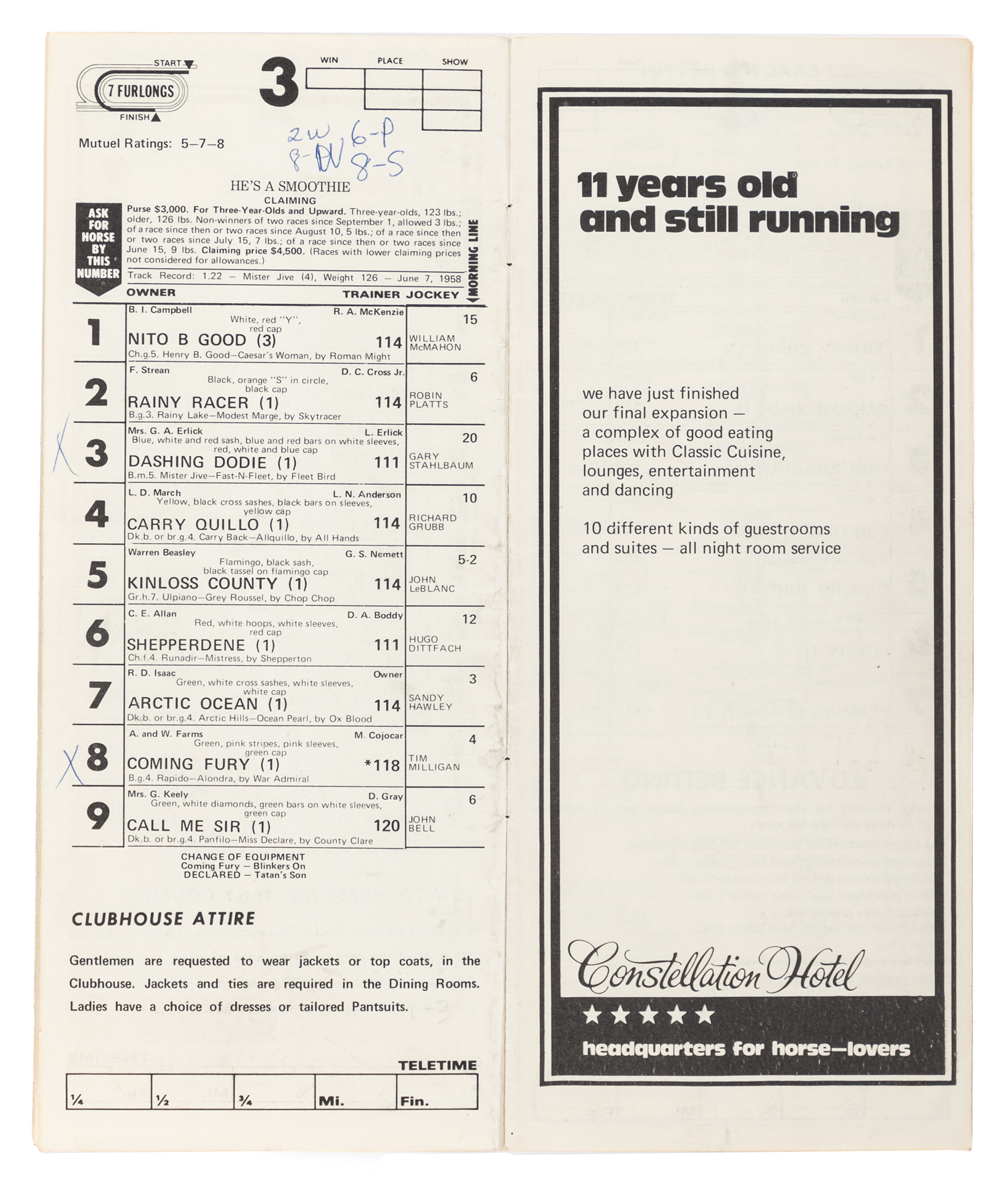 START
7 FURLONGS
FINISH
3
WIN PLACE SHOW
Mutuel Ratings: 5-7-8
2W 6-P
8- 8-S
HE'S A SMOOTHIE
CLAIMING
ASK
FOR
HORSE
BY
THIS
NUMBER
Purse $3,000. For Three-Year-Olds and Upward. Three-year-olds, 123 lbs.;
older, 126 lbs. Non-winners of two races since September 1, allowed 3 lbs.;
of a race since then or two races since August 10, 5 lbs.; of a race since then
or two races since July 15, 7 lbs.; of a race since then or two races since
June 15, 9 lbs. Claiming price $4,500. (Races with lower claiming prices
not considered for allowances.)
MORNING LINE
Track Record: 1.22 — Mister Jive (4), Weight 126 — June 7, 1958
OWNER TRAINER JOCKEY
1
B. I. Campbell R. A. McKenzie
White, red "Y",
red cap
NITO B GOOD (3) 114
Ch.g.5. Henry B. Good—Caesar's Woman, by Roman Might
15
WILLIAM
McMAHON
2
F. Strean D. C. Cross Jr.
Black, orange "S" in circle,
black cap
RAINY RACER (1) 114
B.g.3. Rainy Lake—Modest Marge, by Skytracer
6
ROBIN
PLATTS
X
3
Mrs. G. A. Erlick L. Erlick
Blue, white and red sash, blue and red bars on white sleeves,
red, white and blue cap
DASHING DODIE (1) 111
B.m.5. Mister Jive—Fast-N-Fleet, by Fleet Bird
20
GARY
STAHLBAUM
4
L. D. March L. N. Anderson
Yellow, black cross sashes, black bars on sleeves,
yellow cap
CARRY QUILLO (1) 114
Dk.b. or br.g.4. Carry Back—Allquillo, by All Hands
10
RICHARD
GRUBB
5
Warren Beasley G. S. Nemett
Flamingo, black sash,
black tassel on flamingo cap
KINLOSS COUNTY (1) 114
Gr.h.7. Ulpiano—Grey Roussel, by Chop Chop
5-2
JOHN
LeBLANC
6
C. E. Allan D. A. Boddy
Red, white hoops, white sleeves,
red cap
SHEPPERDENE (1) 111
Ch.f.4. Runadir—Mistress, by Shepperton
12
HUGO
DITTFACH
7
R. D. Isaac Owner
Green, white cross sashes, white sleeves,
white cap
ARCTIC OCEAN (1) 114
Dk.b. or br.g.4. Arctic Hills—Ocean Pearl, by Ox Blood
3
SANDY
HAWLEY
X
8
A. and W. Farms M. Cojocar
Green, pink stripes, pink sleeves,
green cap
COMING FURY (1) *118
B.g.4. Rapido—Alondra, by War Admiral
4
TIM
MILLIGAN
9
Mrs. G. Keely D. Gray
Green, white diamonds, green bars on white sleeves,
green cap
CALL ME SIR (1) 120
Dk.b. or br.g.4. Panfilo—Miss Declare, by County Clare
6
JOHN
BELL
CHANGE OF EQUIPMENT
Coming Fury — Blinkers On
DECLARED — Tatan's Son
CLUBHOUSE ATTIRE
Gentlemen are requested to wear jackets or top coats, in the
Clubhouse. Jackets and ties are required in the Dining Rooms.
Ladies have a choice of dresses or tailored Pantsuits.
TELETIME
¼ ½ ¾ Mi. Fin.
11 years old
and still running
we have just finished
our final expansion —
a complex of good eating
places with Classic Cuisine,
lounges, entertainment
and dancing
10 different kinds of guestrooms
and suites — all night room service
Constellation Hotel
headquarters for horse—lovers